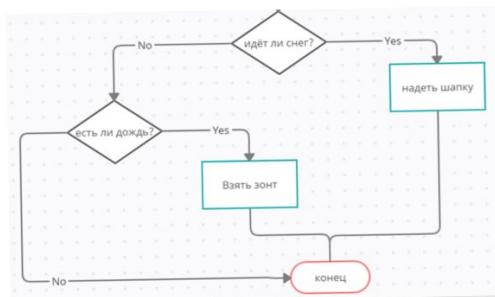 идёт ли снег?
No
Yes
надеть шапку
есть ли дождь?
Yes
Взять зонт
No
конец